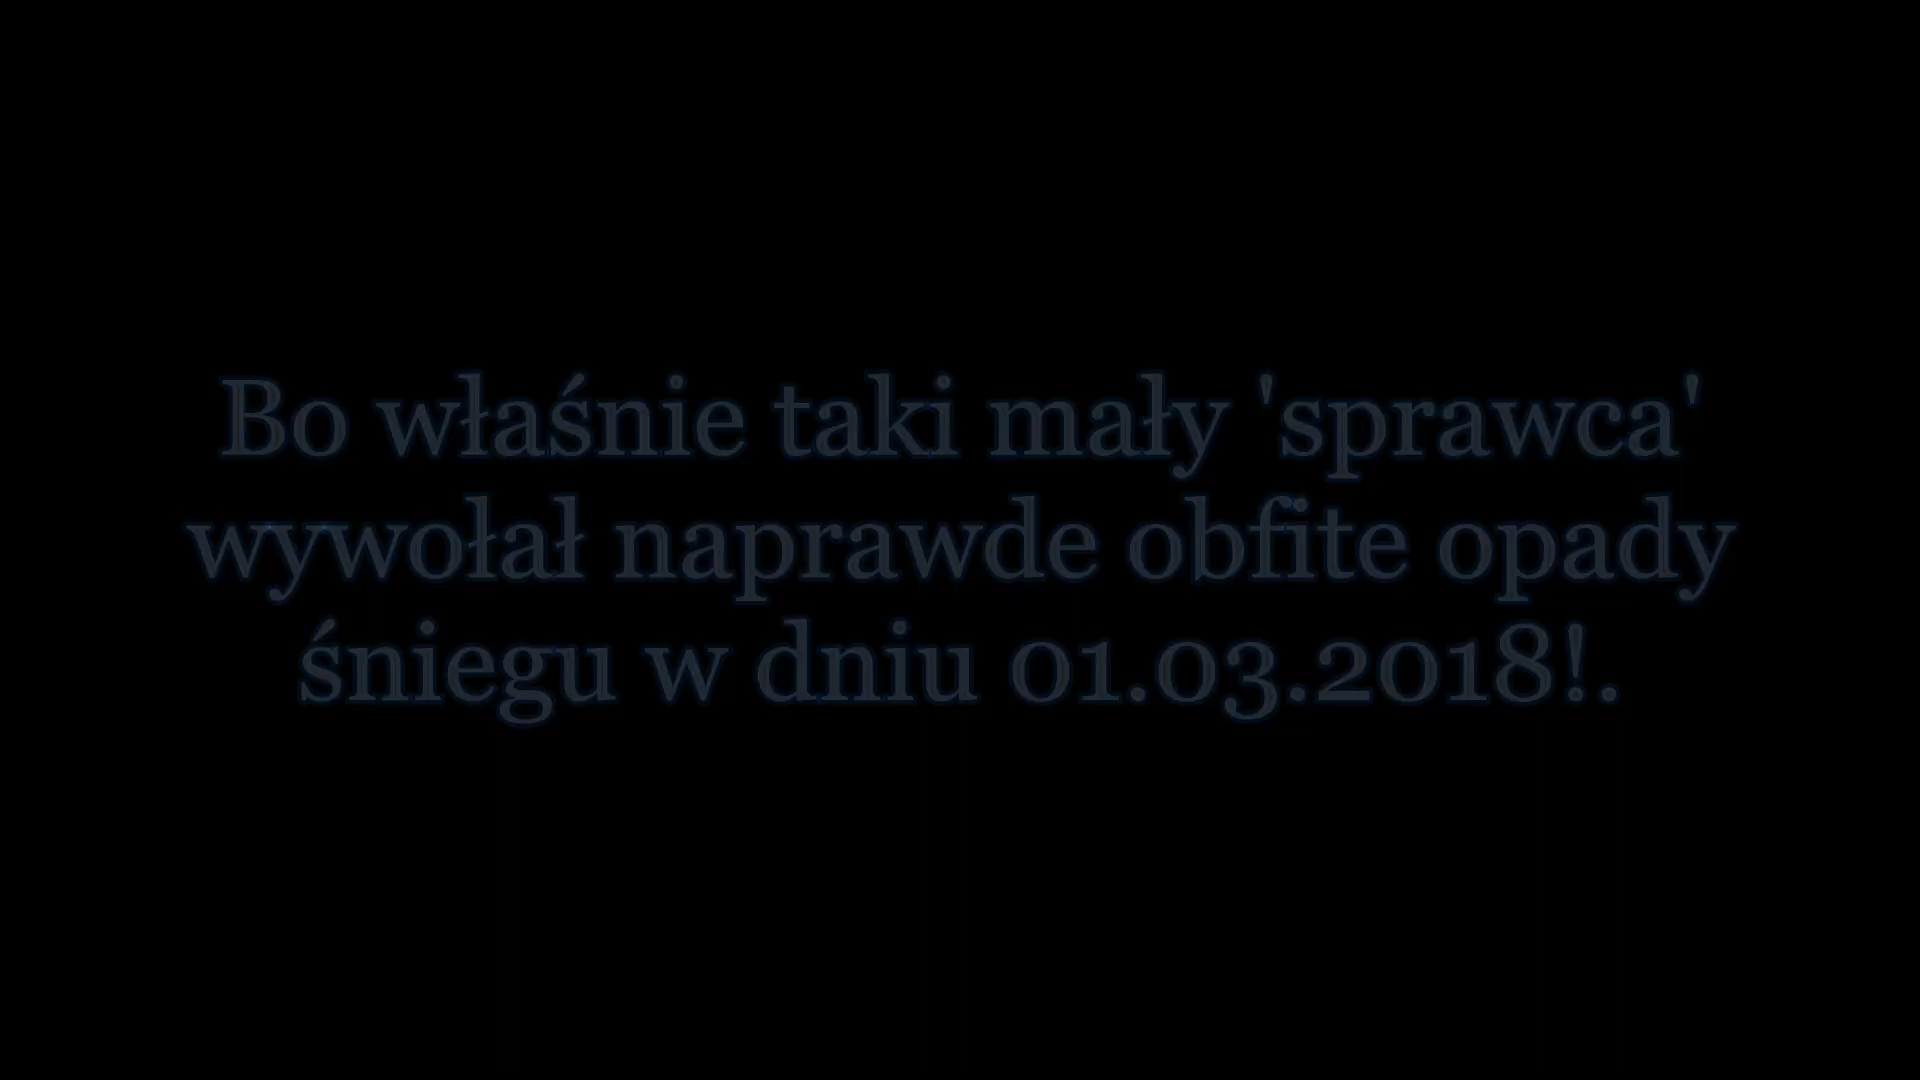 Bo właśnie taki mały 'sprawca'
wywołał naprawde obfite opady
śniegu w dniu 01.03.2018!.